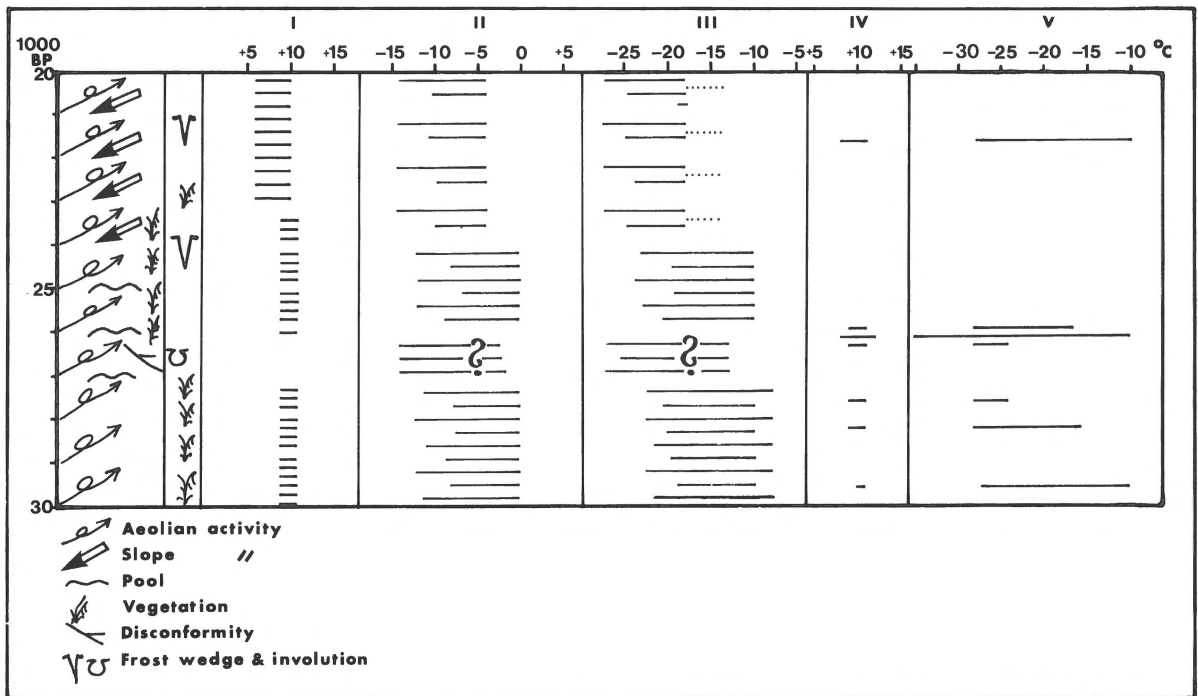 I II III IV V
1000 BP
+5 +10 +15 -15 -10 -5 0 +5 -25 -20 -15 -10 -5 +5 +10 +15 -30 -25 -20 -15 -10 °C
20
25
30
? ?
Aeolian activity
Slope "
Pool
Vegetation
Disconformity
Frost wedge & involution